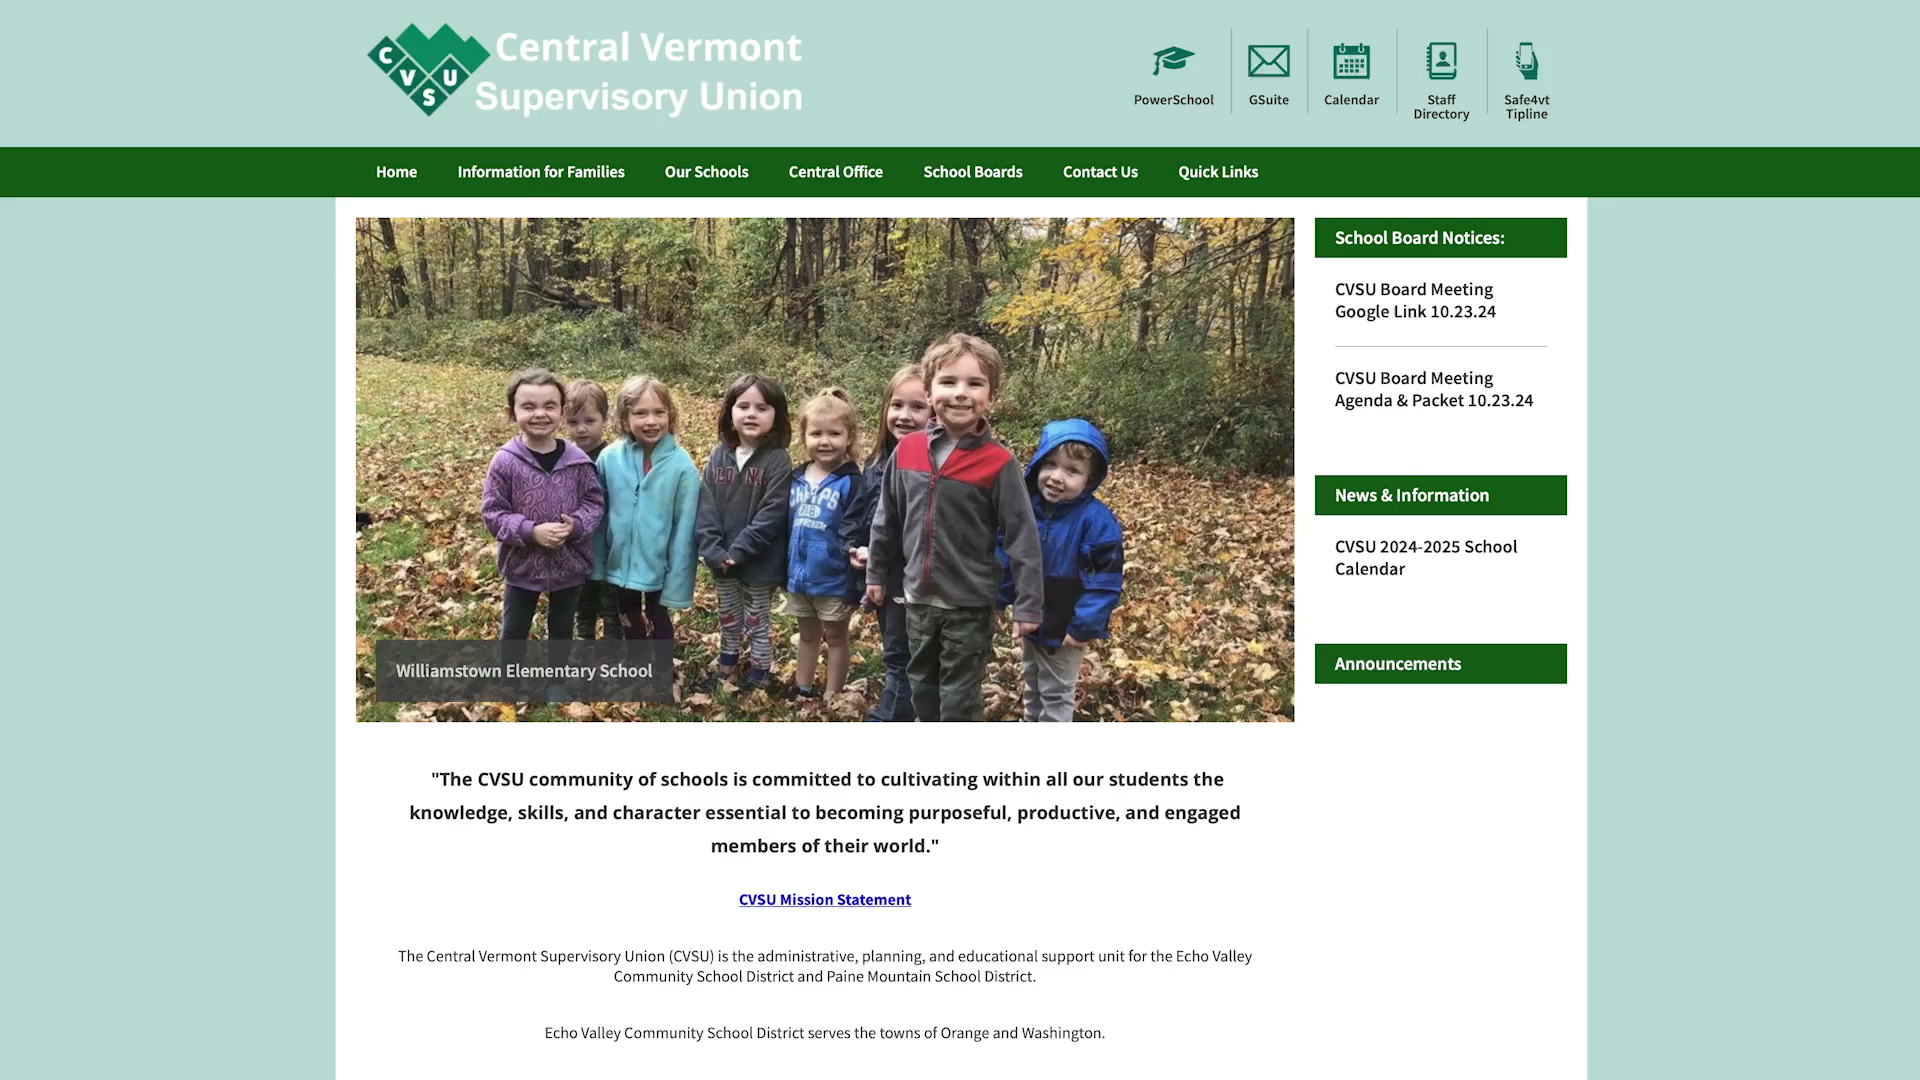 CVSU
Central Vermont
Supervisory Union
PowerSchool
GSuite
Calendar
Staff
Directory
Safe4vt
Tipline
Home
Information for Families
Our Schools
Central Office
School Boards
Contact Us
Quick Links
Williamstown Elementary School
"The CVSU community of schools is committed to cultivating within all our students the
knowledge, skills, and character essential to becoming purposeful, productive, and engaged
members of their world."
CVSU Mission Statement
The Central Vermont Supervisory Union (CVSU) is the administrative, planning, and educational support unit for the Echo Valley
Community School District and Paine Mountain School District.
Echo Valley Community School District serves the towns of Orange and Washington.
School Board Notices:
CVSU Board Meeting
Google Link 10.23.24
CVSU Board Meeting
Agenda & Packet 10.23.24
News & Information
CVSU 2024-2025 School
Calendar
Announcements